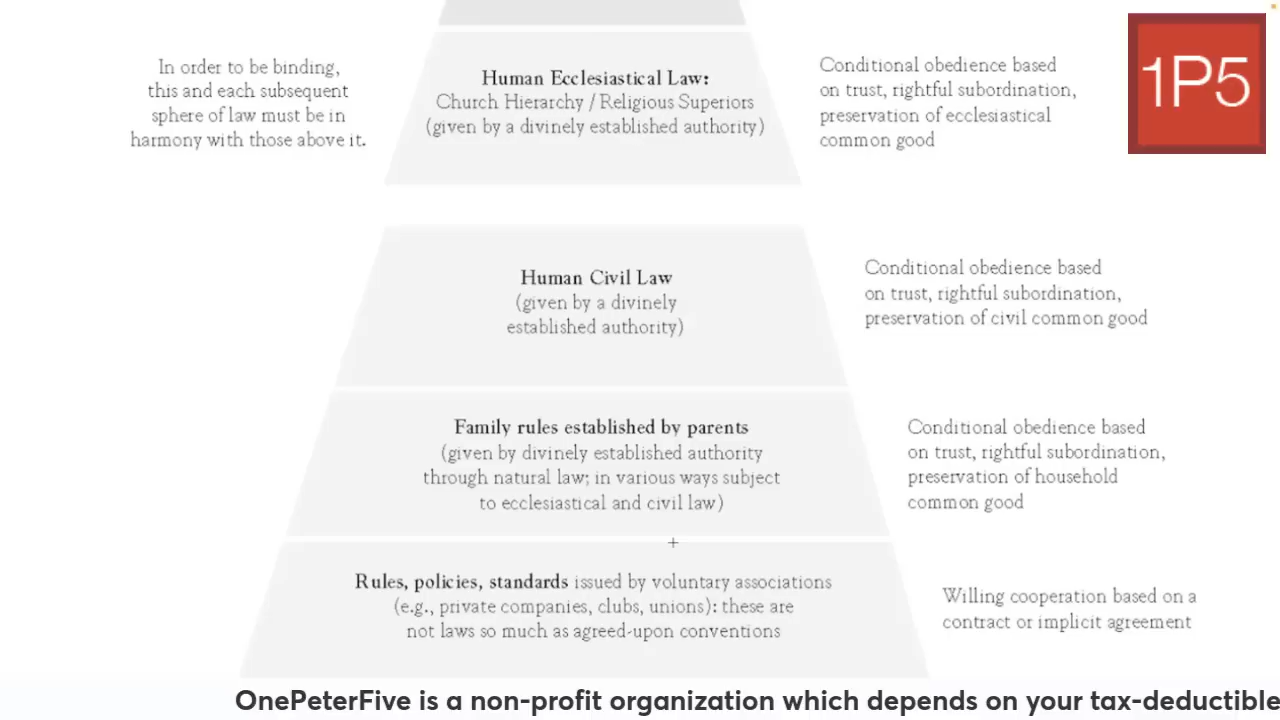 In order to be binding,
this and each subsequent
sphere of law must be in
harmony with those above it.
Human Ecclesiastical Law:
Church Hierarchy / Religious Superiors
(given by a divinely established authority)
Conditional obedience based
on trust, rightful subordination,
preservation of ecclesiastical
common good
1P5
Human Civil Law
(given by a divinely
established authority)
Conditional obedience based
on trust, rightful subordination,
preservation of civil common good
Family rules established by parents
(given by divinely established authority
through natural law; in various ways subject
to ecclesiastical and civil law)
Conditional obedience based
on trust, rightful subordination,
preservation of household
common good
+
Rules, policies, standards issued by voluntary associations
(e.g., private companies, clubs, unions): these are
not laws so much as agreed-upon conventions
Willing cooperation based on a
contract or implicit agreement
OnePeterFive is a non-profit organization which depends on your tax-deductible